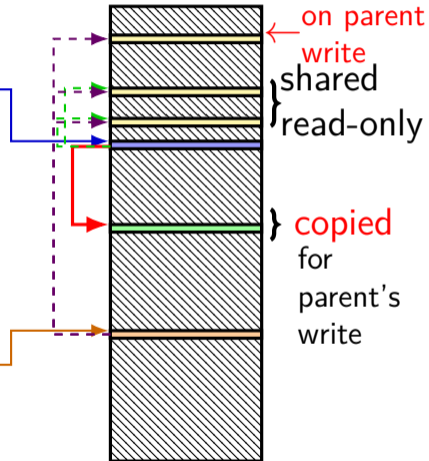 on parent
write
shared
read-only
copied
for
parent's
write